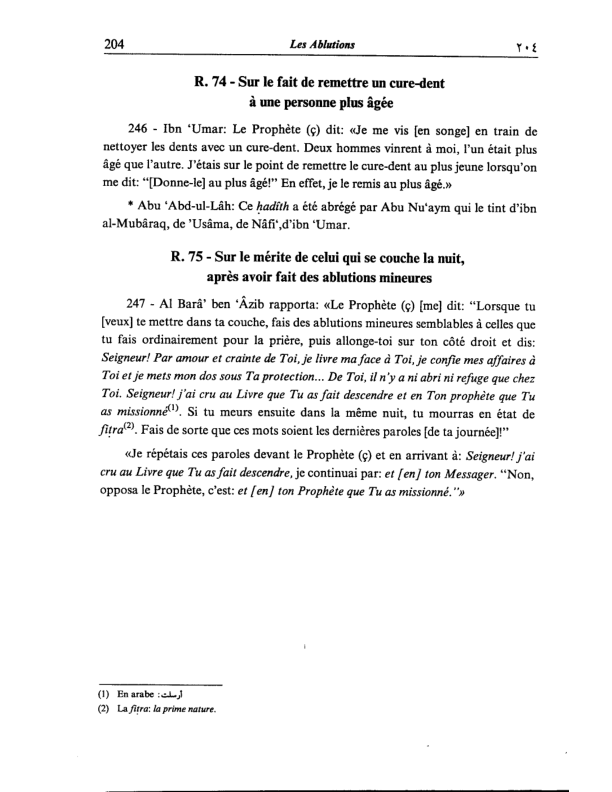 204 Les Ablutions ٢٠٤
R. 74 - Sur le fait de remettre un cure-dent
à une personne plus âgée
246 - Ibn ‘Umar: Le Prophète (ç) dit: «Je me vis [en songe] en train de
nettoyer les dents avec un cure-dent. Deux hommes vinrent à moi, l’un était plus
âgé que l’autre. J’étais sur le point de remettre le cure-dent au plus jeune lorsqu’on
me dit: “[Donne-le] au plus âgé!” En effet, je le remis au plus âgé.»
* Abu ‘Abd-ul-Lâh: Ce ḥadîth a été abrégé par Abu Nu‘aym qui le tint d’ibn
al-Mubâraq, de ’Usâma, de Nâfi‘,d’ibn ‘Umar.
R. 75 - Sur le mérite de celui qui se couche la nuit,
après avoir fait des ablutions mineures
247 - Al Barâ’ ben ‘Âzib rapporta: «Le Prophète (ç) [me] dit: “Lorsque tu
[veux] te mettre dans ta couche, fais des ablutions mineures semblables à celles que
tu fais ordinairement pour la prière, puis allonge-toi sur ton côté droit et dis:
Seigneur! Par amour et crainte de Toi, je livre ma face à Toi, je confie mes affaires à
Toi et je mets mon dos sous Ta protection... De Toi, il n’y a ni abri ni refuge que chez
Toi. Seigneur! j’ai cru au Livre que Tu as fait descendre et en Ton prophète que Tu
as missionné(1). Si tu meurs ensuite dans la même nuit, tu mourras en état de
fiṭra(2). Fais de sorte que ces mots soient les dernières paroles [de ta journée]!”
«Je répétais ces paroles devant le Prophète (ç) et en arrivant à: Seigneur! j’ai
cru au Livre que Tu as fait descendre, je continuai par: et [en] ton Messager. “Non,
opposa le Prophète, c’est: et [en] ton Prophète que Tu as missionné.”»
(1) En arabe : أرسلت
(2) La fiṭra: la prime nature.